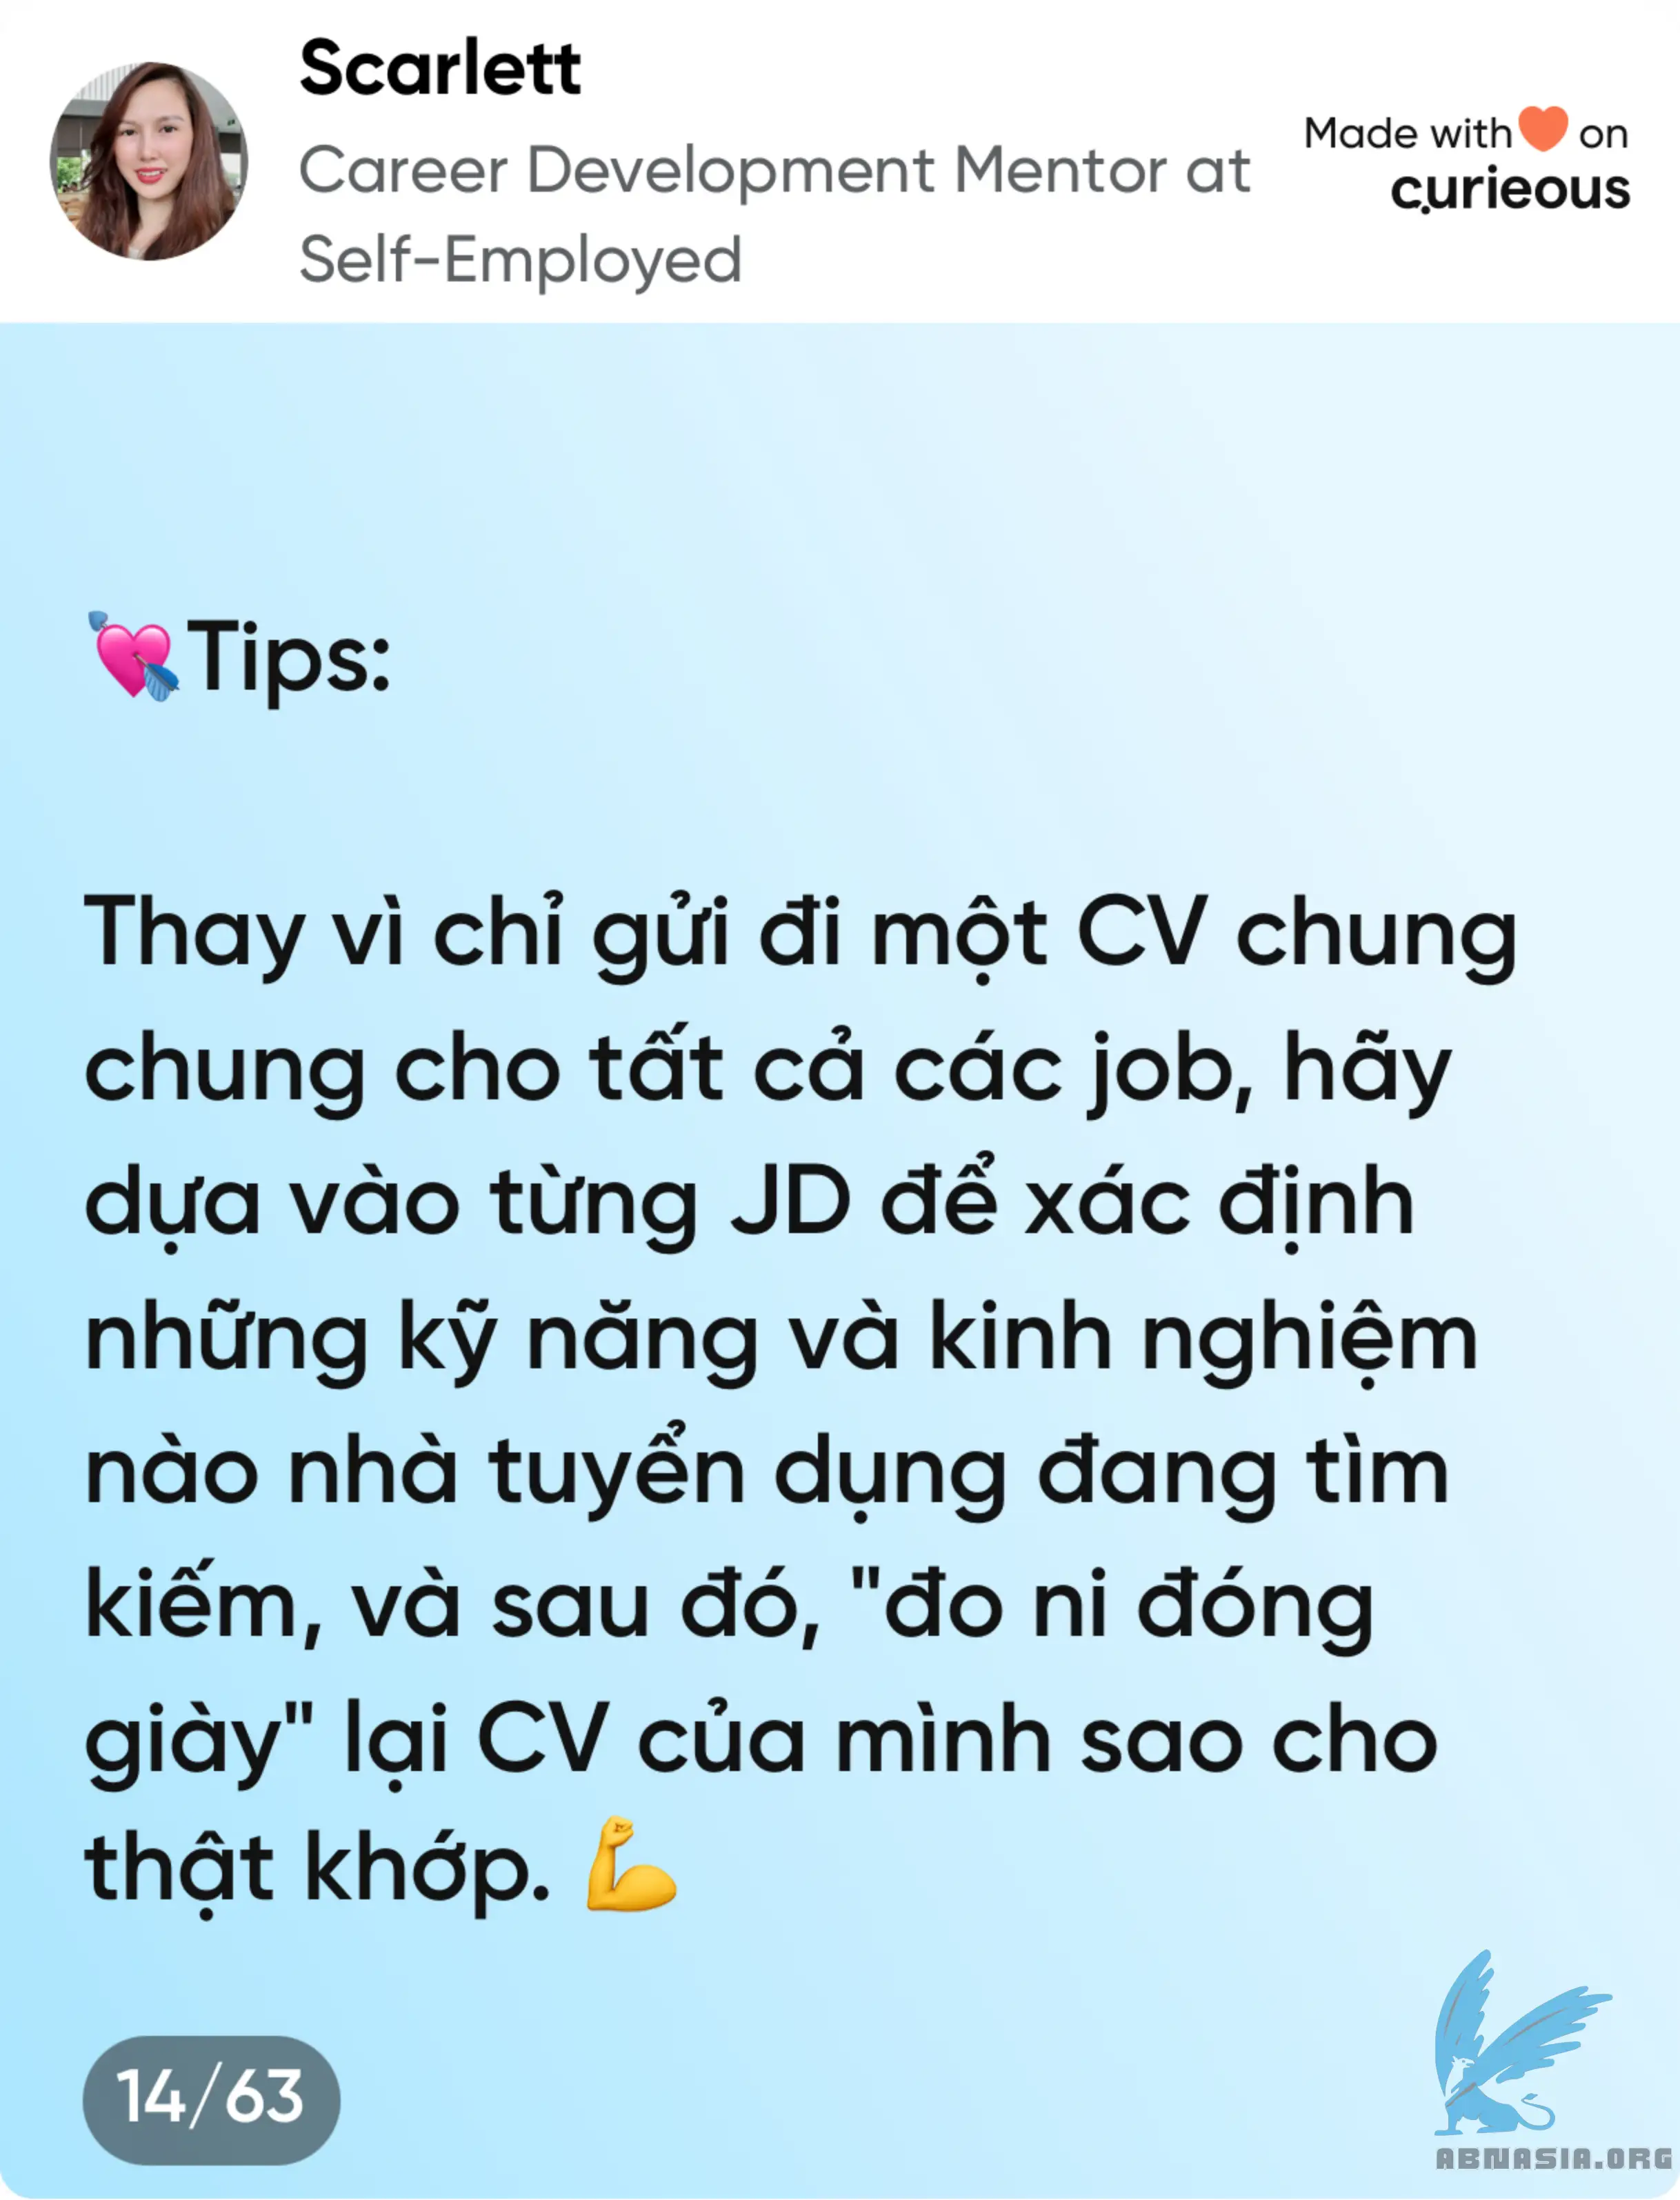 Scarlett
Career Development Mentor at
Self-Employed
Made with🧡on
curieous
💘Tips:
Thay vì chỉ gửi đi một CV chung
chung cho tất cả các job, hãy
dựa vào từng JD để xác định
những kỹ năng và kinh nghiệm
nào nhà tuyển dụng đang tìm
kiếm, và sau đó, "đo ni đóng
giày" lại CV của mình sao cho
thật khớp. 💪
14/63
ABNASIA.ORG